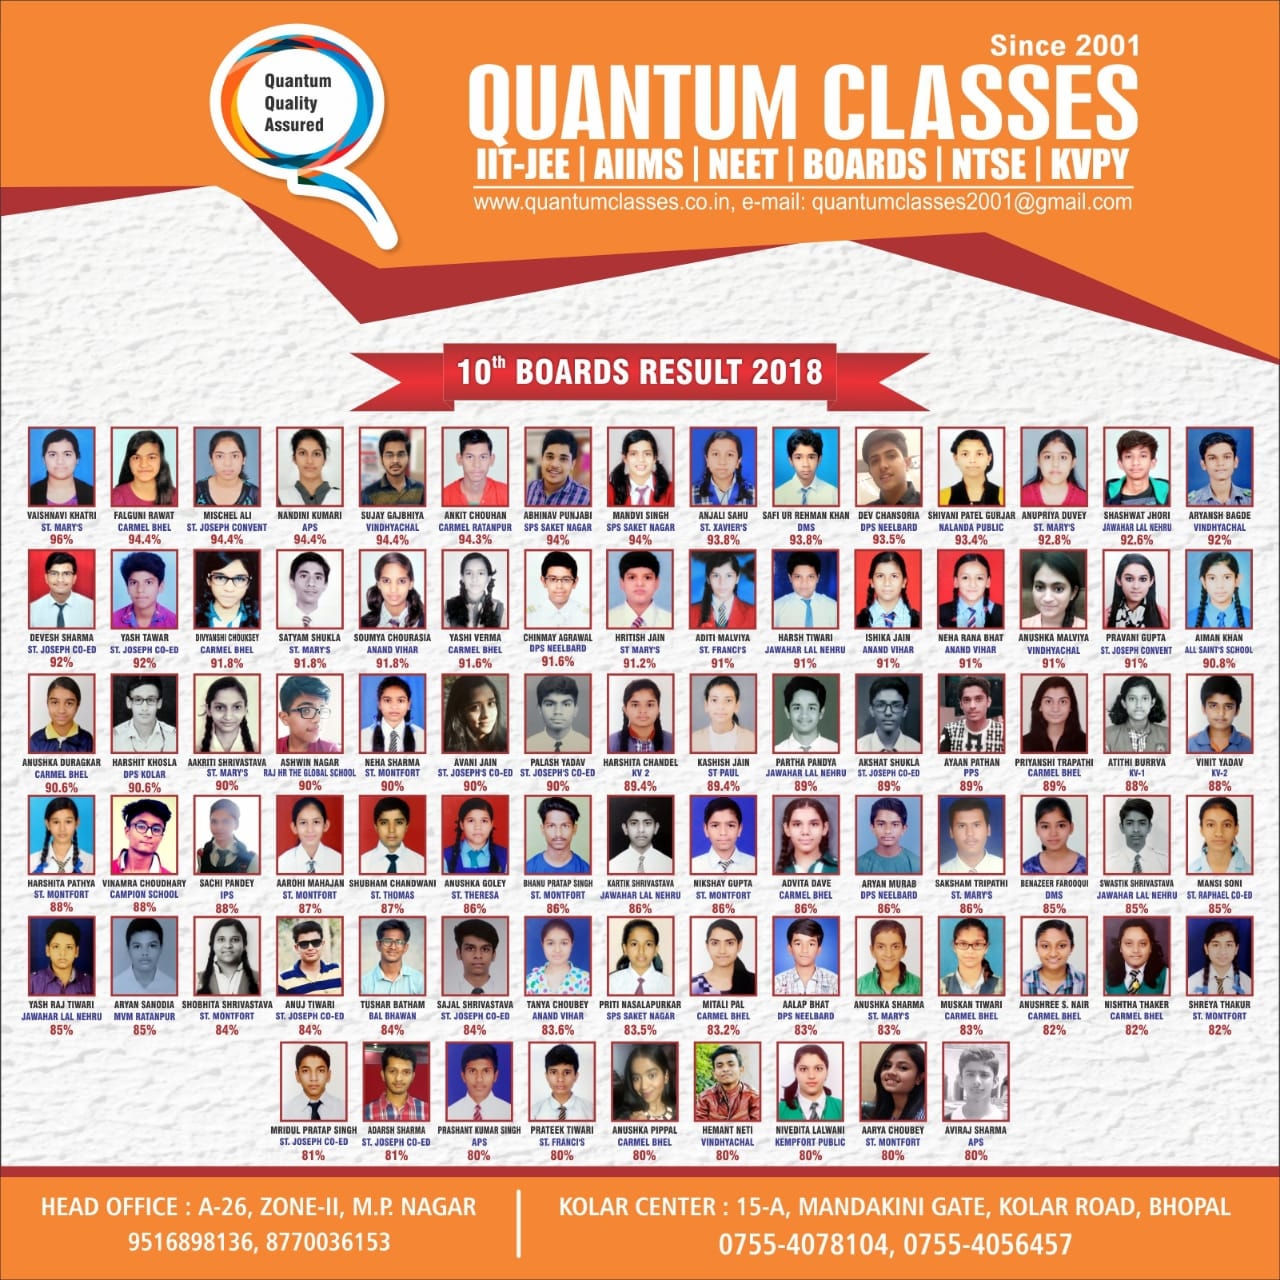 Quantum
Quality
Assured
Since 2001
QUANTUM CLASSES
IIT-JEE | AIIMS | NEET | BOARDS | NTSE | KVPY
www.quantumclasses.co.in, e-mail: quantumclasses2001@gmail.com
10th BOARDS RESULT 2018
VAISHNAVI KHATRI FALGUNI RAWAT MISCHEL ALI NANDINI KUMARI SUJAY GAJBHIYA ANKIT CHOUHAN ABHINAV PUNJABI MANDVI SINGH ANJALI SAHU SAFI UR REHMAN KHAN DEV CHANSORIA SHIVANI PATEL GURJAR ANUPRIYA DUVEY SHASHWAT JHORI ARYANSH BAGDE
ST. MARY'S CARMEL BHEL ST. JOSEPH CONVENT APS VINDHYACHAL CARMEL RATANPUR SPS SAKET NAGAR SPS SAKET NAGAR ST. XAVIER'S DMS DPS NEELBARD NALANDA PUBLIC ST. MARY'S JAWAHAR LAL NEHRU VINDHYACHAL
96% 94.4% 94.4% 94.4% 94.4% 94.3% 94% 94% 93.8% 93.8% 93.5% 93.4% 92.8% 92.6% 92%
DEVESH SHARMA YASH TAWAR DIVYANSHI CHOUKSEY SATYAM SHUKLA SOUMYA CHOURASIA YASHI VERMA CHINMAY AGRAWAL HRITISH JAIN ADITI MALVIYA HARSH TIWARI ISHIKA JAIN NEHA RANA BHAT ANUSHKA MALVIYA PRAVANI GUPTA AIMAN KHAN
ST. JOSEPH CO-ED ST. JOSEPH CO-ED CARMEL BHEL ST. MARY'S ANAND VIHAR CARMEL BHEL DPS NEELBARD ST MARY'S ST. FRANCI'S JAWAHAR LAL NEHRU ANAND VIHAR ANAND VIHAR VINDHYACHAL ST. JOSEPH CONVENT ALL SAINT'S SCHOOL
92% 92% 91.8% 91.8% 91.8% 91.6% 91.6% 91.2% 91% 91% 91% 91% 91% 91% 90.8%
ANUSHKA DURAGKAR HARSHIT KHOSLA AAKRITI SHRIVASTAVA ASHWIN NAGAR NEHA SHARMA AVANI JAIN PALASH YADAV HARSHITA CHANDEL KASHISH JAIN PARTHA PANDYA AKSHAT SHUKLA AYAAN PATHAN PRIYANSHI TRAPATHI ATITHI BURRVA VINIT YADAV
CARMEL BHEL DPS KOLAR ST. MARY'S RAJ HR THE GLOBAL SCHOOL ST. MONFORT ST. JOSEPH'S CO-ED ST. JOSEPH'S CO-ED KV 2 ST PAUL JAWAHAR LAL NEHRU ST. JOSEPH CO-ED PPS CARMEL BHEL KV-1 KV-2
90.6% 90.6% 90% 90% 90% 90% 90% 89.4% 89.4% 89% 89% 89% 89% 88% 88%
HARSHITA PATHYA VINAMRA CHOUDHARY SACHI PANDEY AAROHI MAHAJAN SHUBHAM CHANDWANI ANUSHKA GOLEY BHANU PRATAP SINGH KARTIK SHRIVASTAVA NIKSHAY GUPTA ADVITA DAVE ARYAN MURAB SAKSHAM TRIPATHI BENAZEER FAROOQUI SWASTIK SHRIVASTAVA MANSI SONI
ST. MONTFORT CAMPION SCHOOL IPS ST. MONTFORT ST. THOMAS ST. THERESA ST. MONTFORT JAWAHAR LAL NEHRU ST. MONTFORT CARMEL BHEL DPS NEELBARD ST. MARY'S DMS JAWAHAR LAL NEHRU ST. RAPHAEL CO-ED
88% 88% 88% 87% 87% 86% 86% 86% 86% 86% 86% 86% 85% 85% 85%
YASH RAJ TIWARI ARYAN SANODIA SHOBHITA SHRIVASTAVA ANUJ TIWARI TUSHAR BATHAM SAJAL SHRIVASTAVA TANYA CHOUBEY PRITI NASALAPURKAR MITALI PAL AALAP BHAT ANUSHKA SHARMA MUSKAN TIWARI ANUSHREE S. NAIR NISHTHA THAKER SHREYA THAKUR
JAWAHAR LAL NEHRU MVM RATANPUR ST. MONTFORT ST. JOSEPH CO-ED BAL BHAWAN ST. JOSEPH CO-ED ANAND VIHAR SPS SAKET NAGAR CARMEL BHEL DPS NEELBARD ST. MARY'S CARMEL BHEL CARMEL BHEL CARMEL BHEL ST. MONTFORT
85% 85% 84% 84% 84% 84% 83.6% 83.5% 83.2% 83% 83% 83% 82% 82% 82%
MRIDUL PRATAP SINGH ADARSH SHARMA PRASHANT KUMAR SINGH PRATEEK TIWARI ANUSHKA PIPPAL HEMANT NETI NIVEDITA LALWANI AARYA CHOUBEY AVIRAJ SHARMA
ST. JOSEPH CO-ED ST. JOSEPH CO-ED APS ST. FRANCI'S CARMEL BHEL VINDHYACHAL KEMPFORT PUBLIC ST. MONTFORT APS
81% 81% 80% 80% 80% 80% 80% 80% 80%
HEAD OFFICE : A-26, ZONE-II, M.P. NAGAR
9516898136, 8770036153
KOLAR CENTER : 15-A, MANDAKINI GATE, KOLAR ROAD, BHOPAL
0755-4078104, 0755-4056457